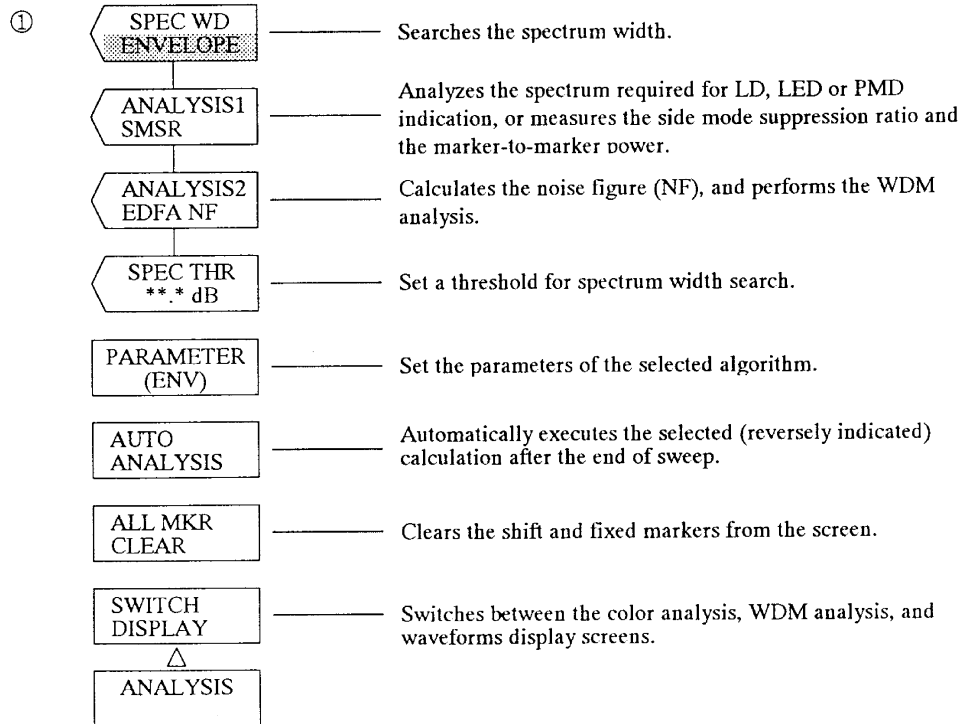 ①
SPEC WD
ENVELOPE
Searches the spectrum width.
ANALYSIS1
SMSR
Analyzes the spectrum required for LD, LED or PMD
indication, or measures the side mode suppression ratio and
the marker-to-marker power.
ANALYSIS2
EDFA NF
Calculates the noise figure (NF), and performs the WDM
analysis.
SPEC THR
**.* dB
Set a threshold for spectrum width search.
PARAMETER
(ENV)
Set the parameters of the selected algorithm.
AUTO
ANALYSIS
Automatically executes the selected (reversely indicated)
calculation after the end of sweep.
ALL MKR
CLEAR
Clears the shift and fixed markers from the screen.
SWITCH
DISPLAY
Switches between the color analysis, WDM analysis, and
waveforms display screens.
ANALYSIS